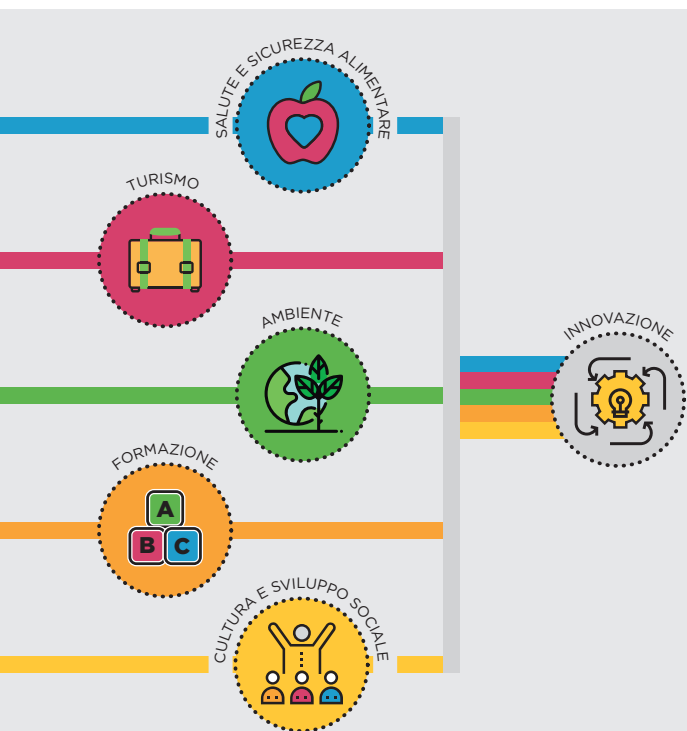 SALUTE E SICUREZZA ALIMENTARE
TURISMO
AMBIENTE
INNOVAZIONE
FORMAZIONE
A
B C
CULTURA E SVILUPPO SOCIALE